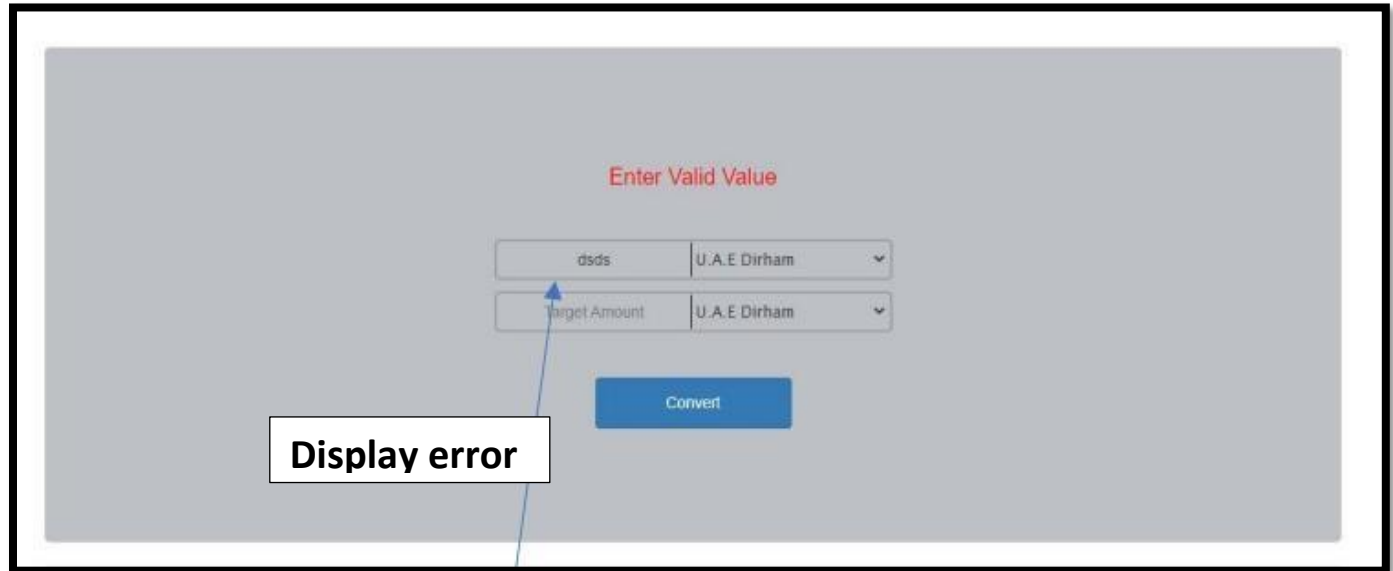 Enter Valid Value
dsds U.A.E Dirham
Target Amount U.A.E Dirham
Convert
Display error